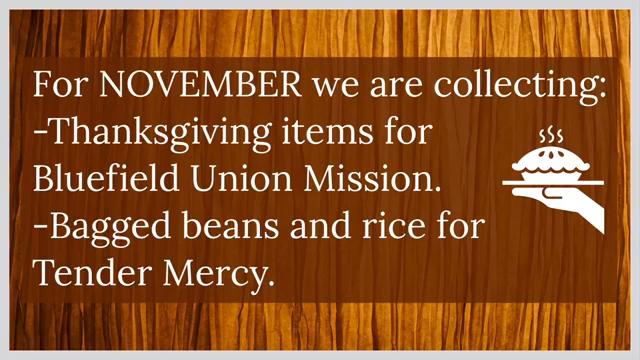 For NOVEMBER we are collecting:
-Thanksgiving items for
Bluefield Union Mission.
-Bagged beans and rice for
Tender Mercy.